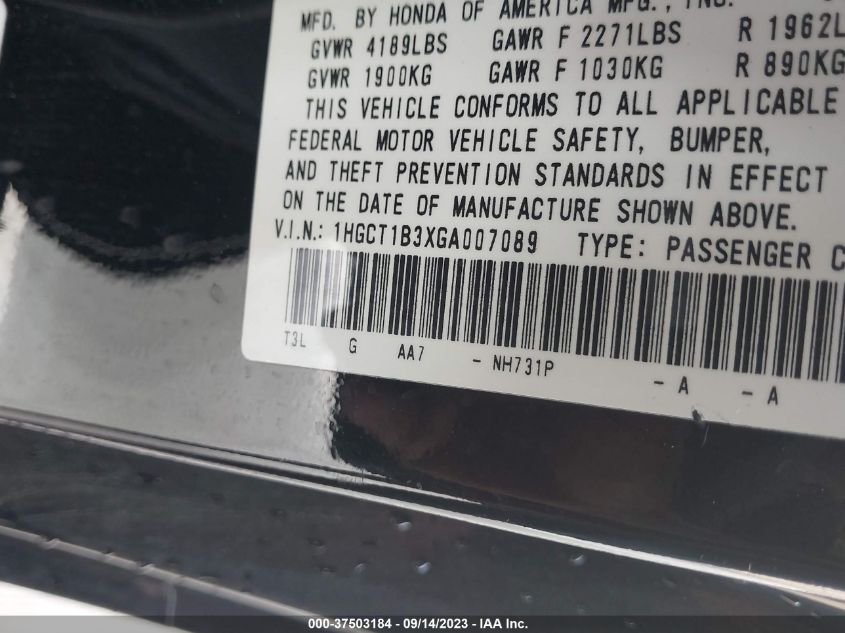 MFD. BY HONDA OF AMERICA MFG., INC.
GVWR 4189LBS GAWR F 2271LBS R 1962L
GVWR 1900KG GAWR F 1030KG R 890KG
THIS VEHICLE CONFORMS TO ALL APPLICABLE
FEDERAL MOTOR VEHICLE SAFETY, BUMPER,
AND THEFT PREVENTION STANDARDS IN EFFECT
ON THE DATE OF MANUFACTURE SHOWN ABOVE.
V.I.N.: 1HGCT1B3XGA007089 TYPE: PASSENGER C
T3L G AA7 - NH731P - A - A
000-37503184 / 09/14/2023 - IAA Inc.